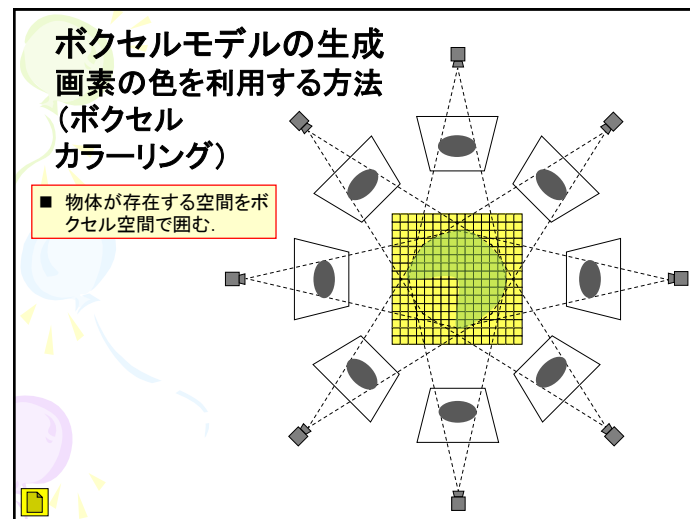 ボクセルモデルの生成
画素の色を利用する方法
（ボクセル
カラーリング）
■ 物体が存在する空間をボ
クセル空間で囲む．